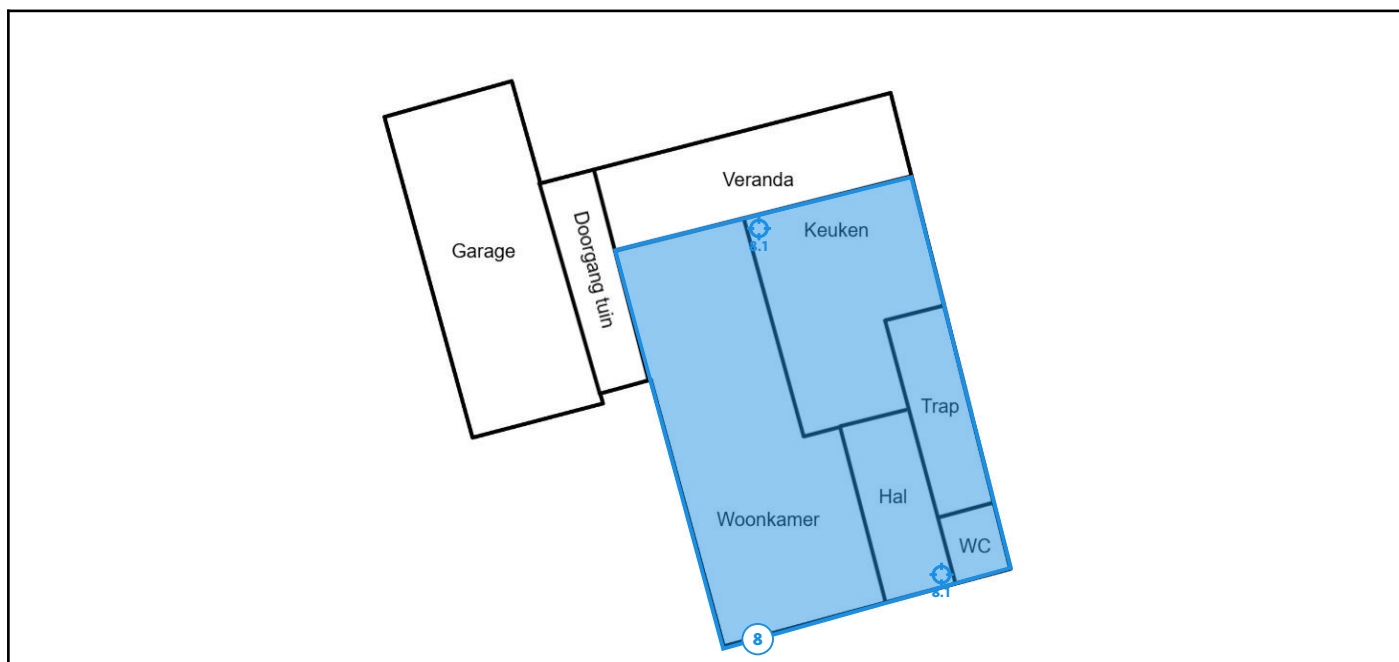 Veranda
Keuken
8.1
Garage
Doorgang tuin
Trap
Hal
Woonkamer
WC
8.1
8